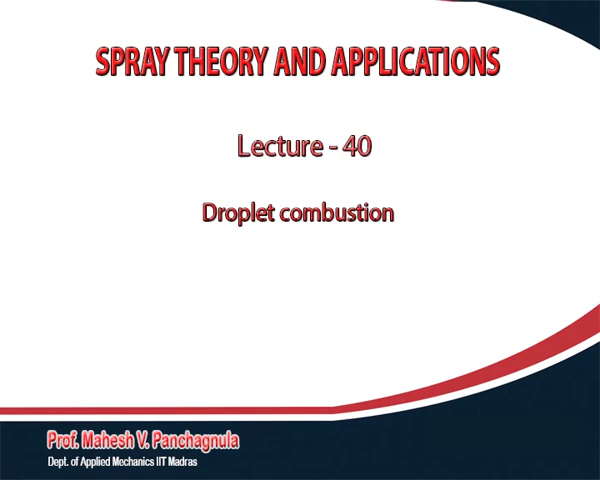 SPRAY THEORY AND APPLICATIONS
Lecture - 40
Droplet combustion
Prof. Mahesh V. Panchagnula
Dept. of Applied Mechanics IIT Madras